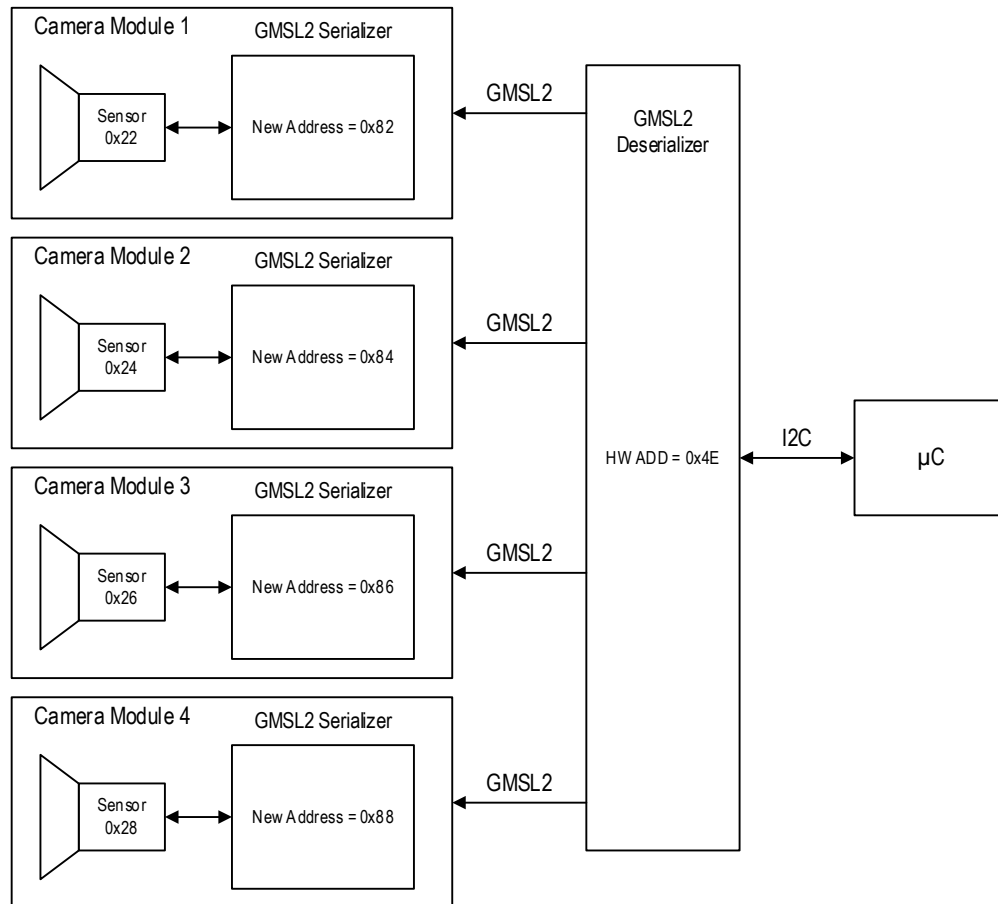 Camera Module 1
GMSL2 Serializer
Sensor
0x22
New Address = 0x82
GMSL2
Camera Module 2
GMSL2 Serializer
Sensor
0x24
New Address = 0x84
GMSL2
Camera Module 3
GMSL2 Serializer
Sensor
0x26
New Address = 0x86
GMSL2
Camera Module 4
GMSL2 Serializer
Sensor
0x28
New Address = 0x88
GMSL2
GMSL2
Deserializer
HW ADD = 0x4E
I2C
µC